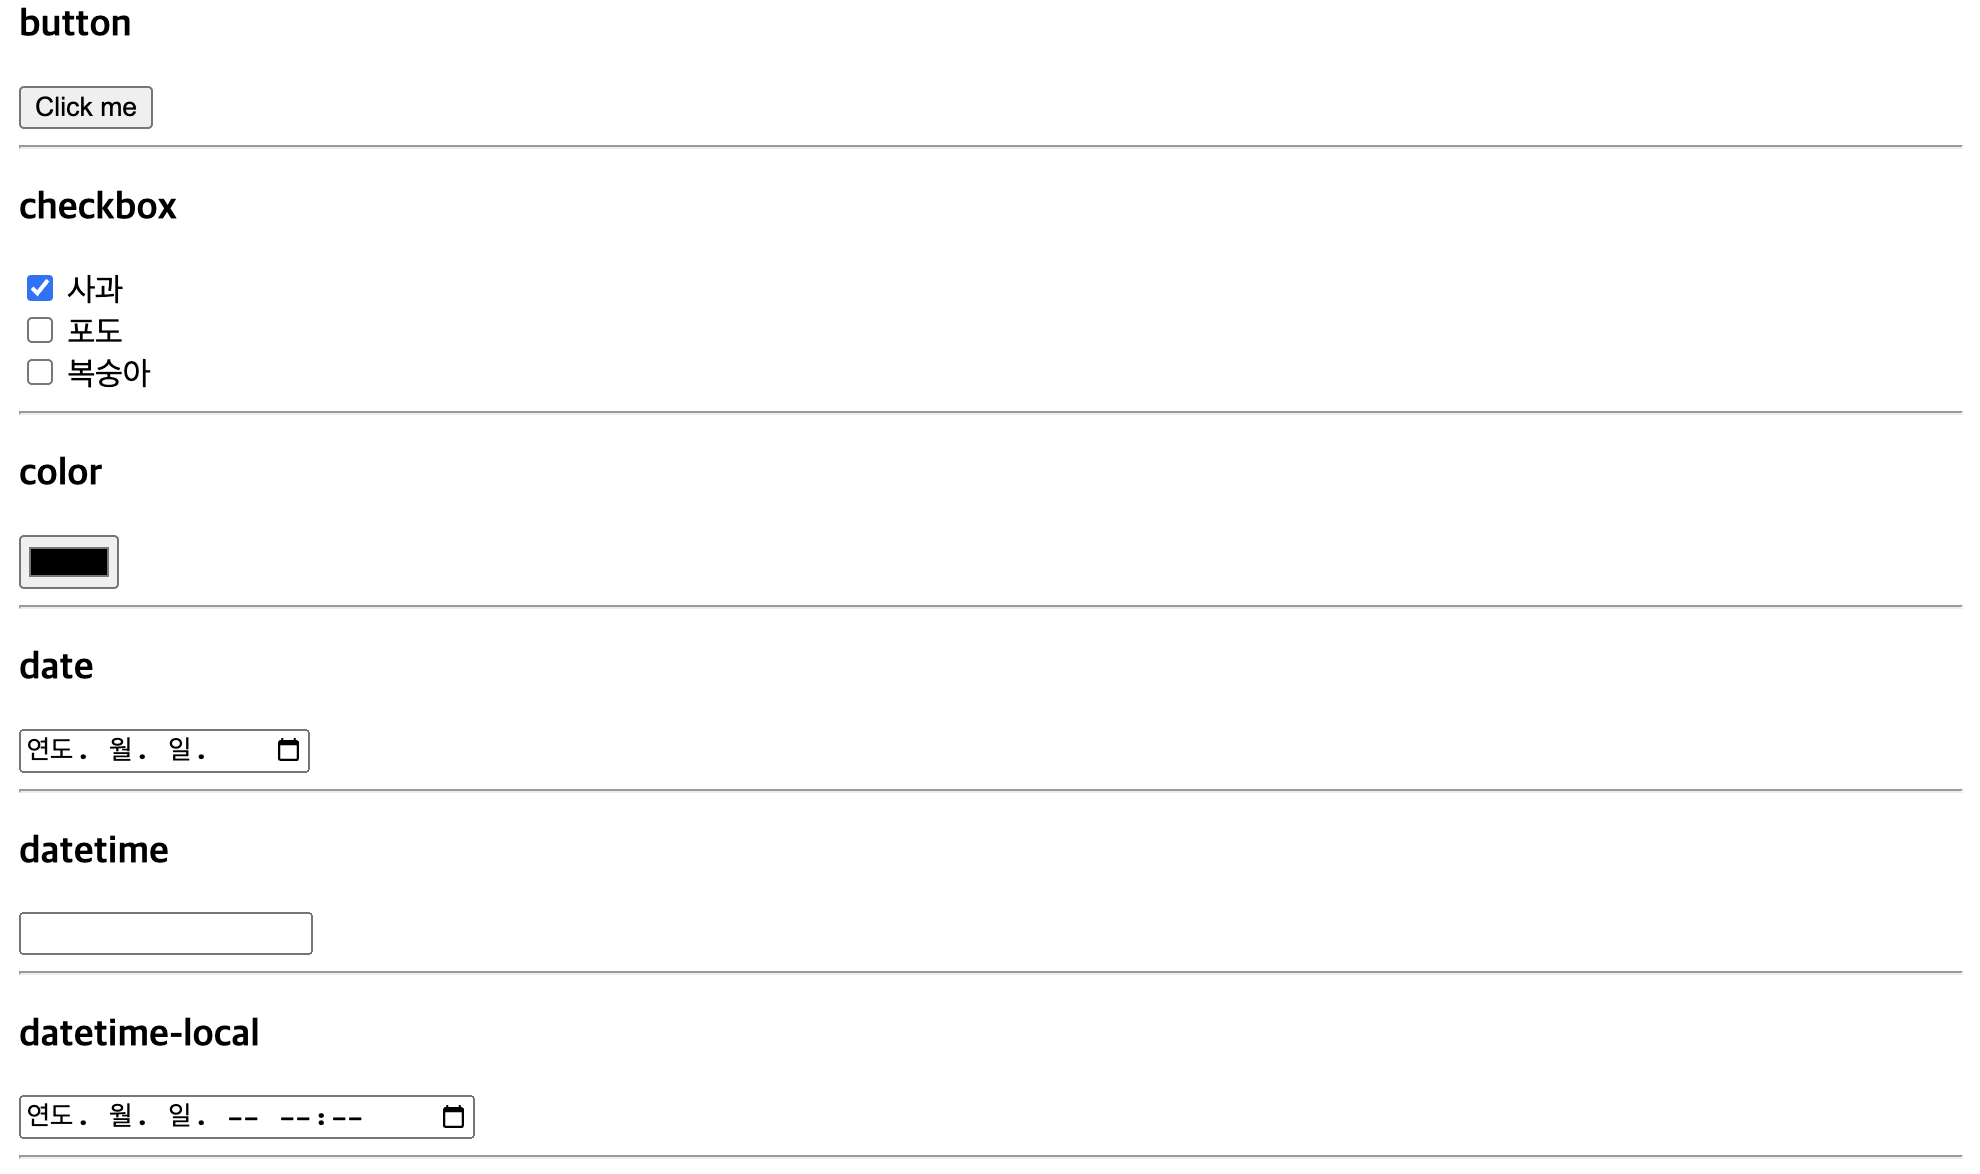 button
Click me
checkbox
사과
포도
복숭아
color
date
연도. 월. 일.
datetime
datetime-local
연도. 월. 일. -- --:--